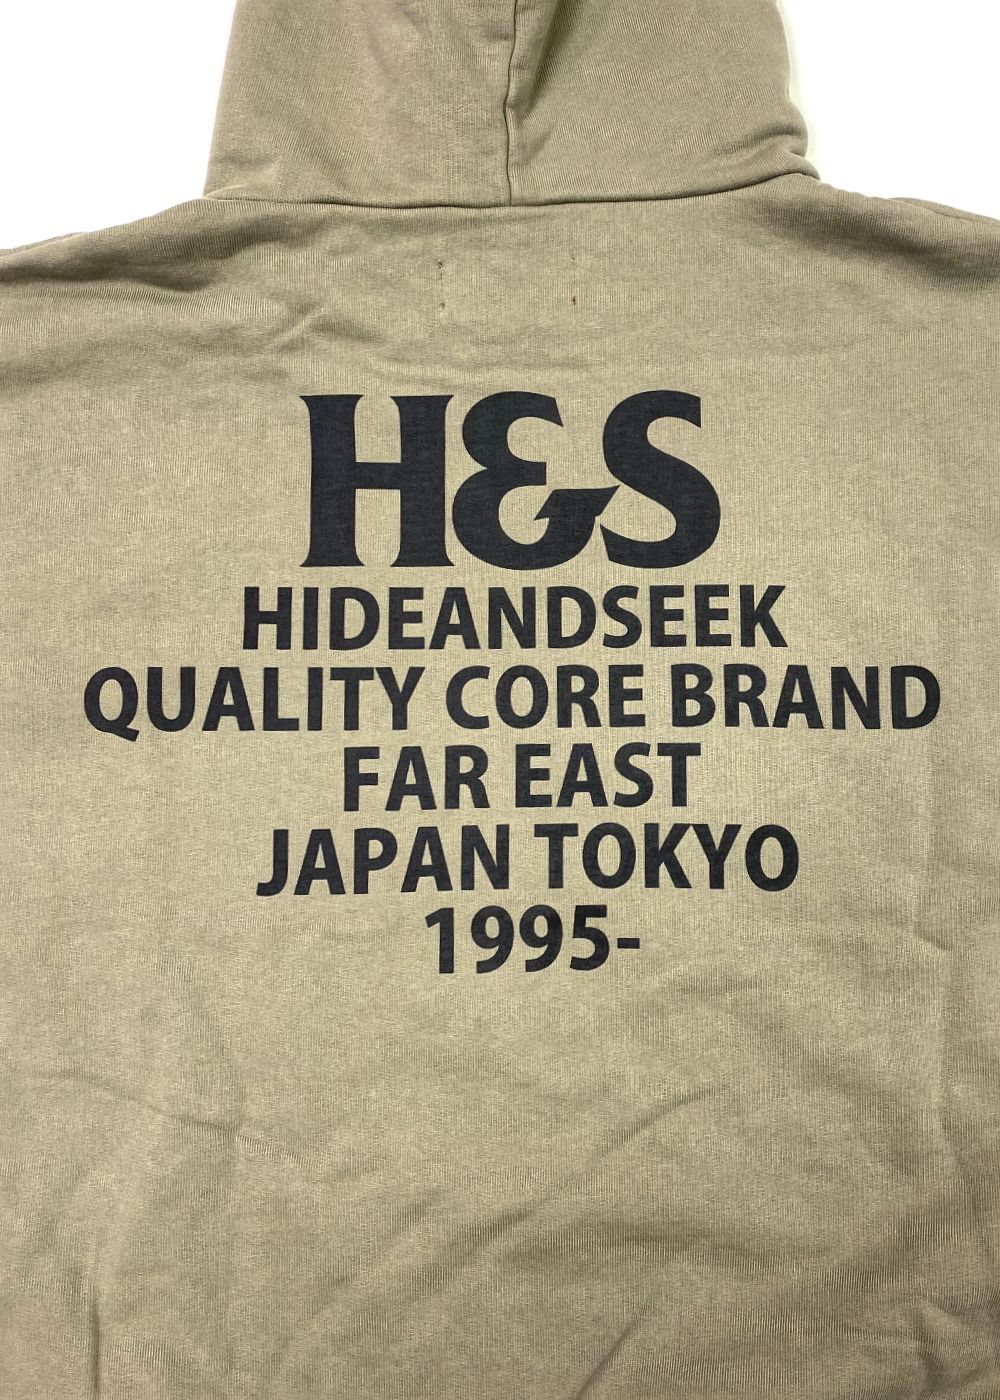 H&S
HIDEANDSEEK
QUALITY CORE BRAND
FAR EAST
JAPAN TOKYO
1995-